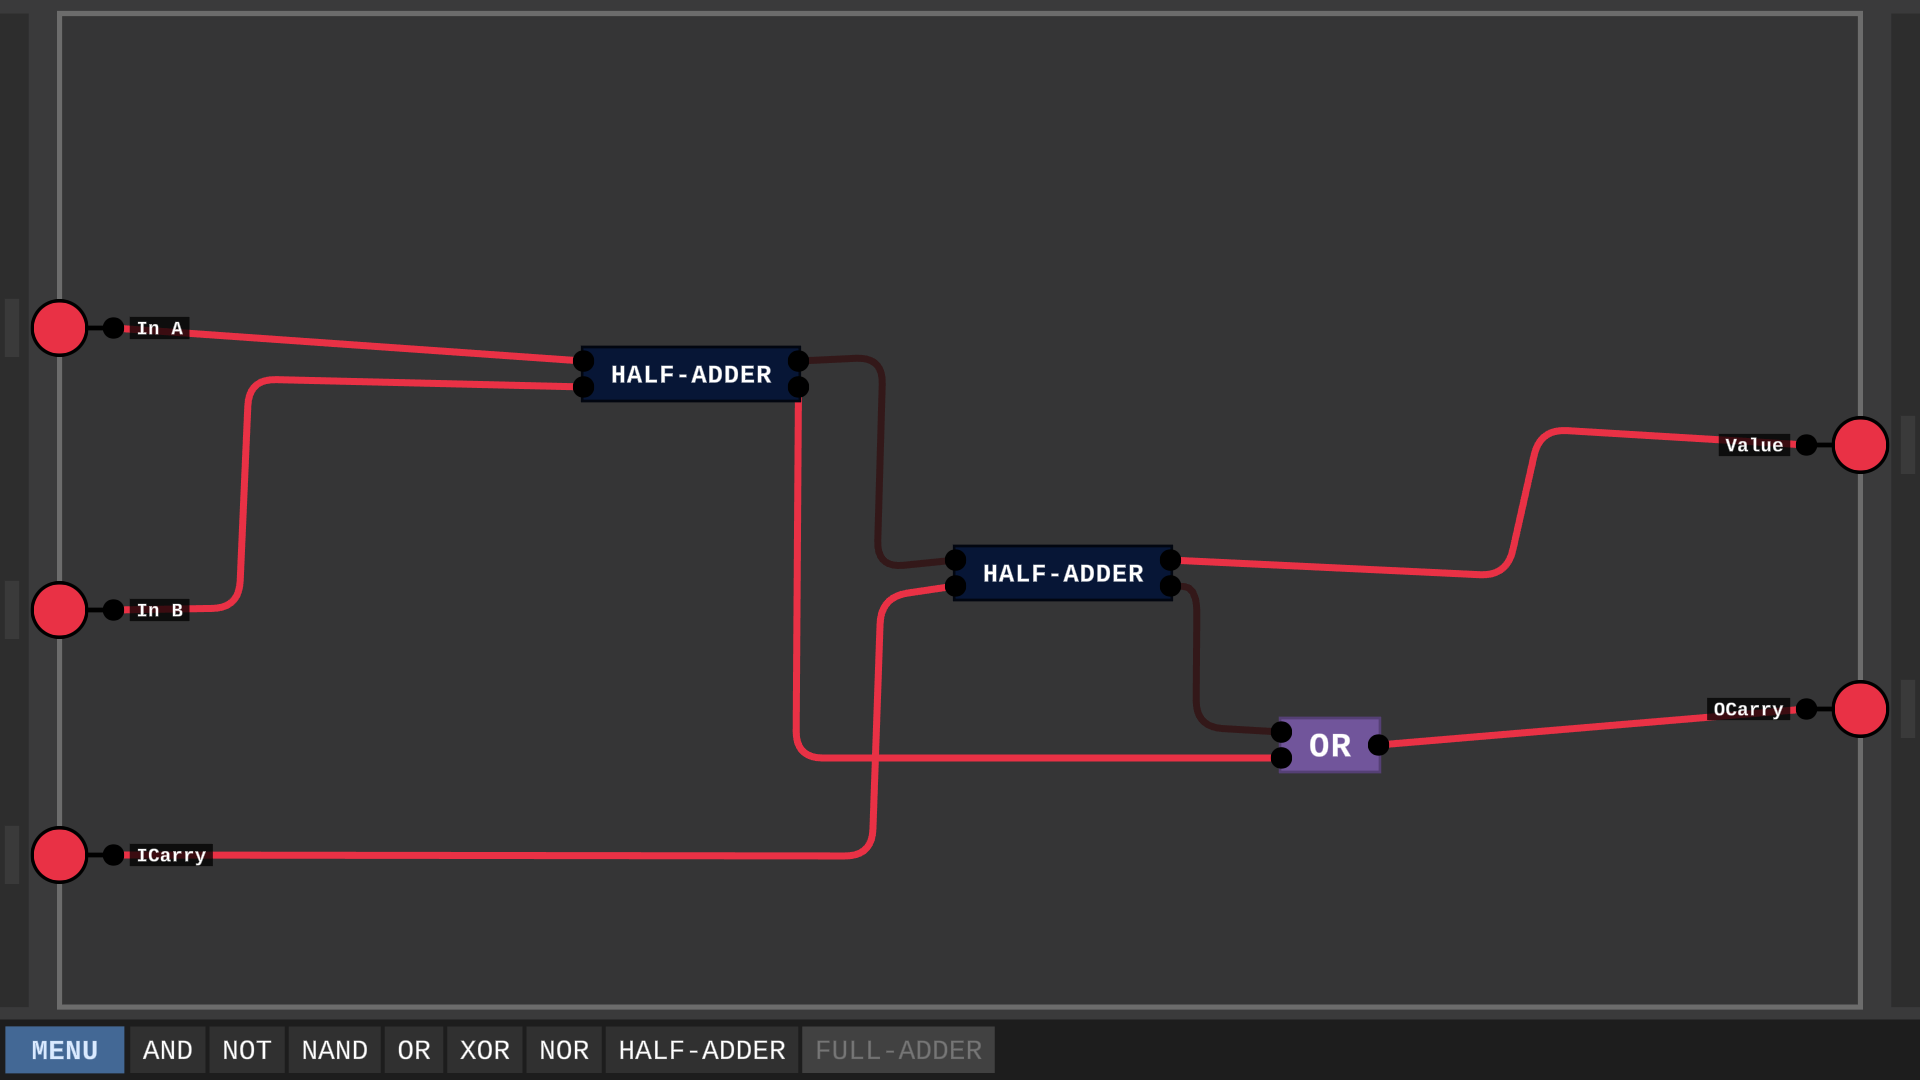 In A
HALF-ADDER
Value
HALF-ADDER
In B
OCarry
OR
ICarry
MENU AND NOT NAND OR XOR NOR HALF-ADDER FULL-ADDER